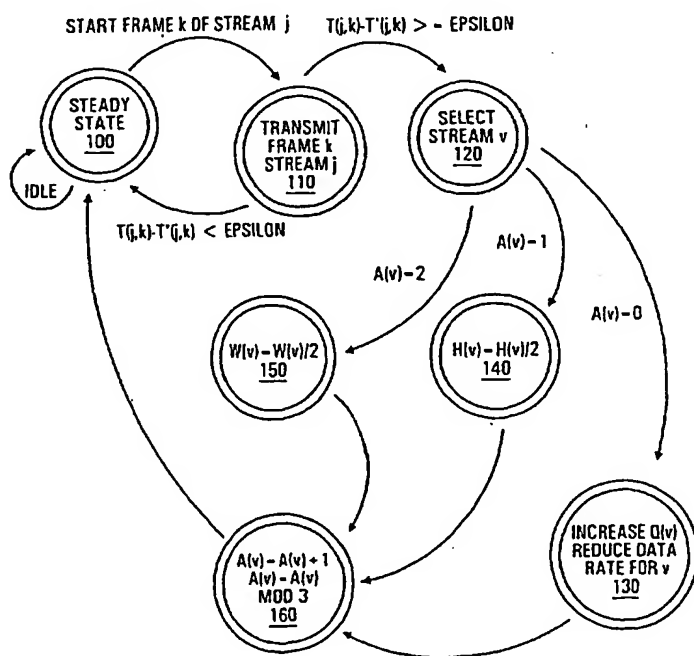 START FRAME k OF STREAM j
T(j,k)-T'(j,k) > - EPSILON
STEADY
STATE
100
TRANSMIT
FRAME k
STREAM j
110
SELECT
STREAM v
120
IDLE
T(j,k)-T'(j,k) < EPSILON
A(v)-2
A(v)-1
A(v)-0
W(v)-W(v)/2
150
H(v)-H(v)/2
140
A(v)-A(v)+1
A(v)-A(v)
MOD 3
160
INCREASE Q(v)
REDUCE DATA
RATE FOR v
130